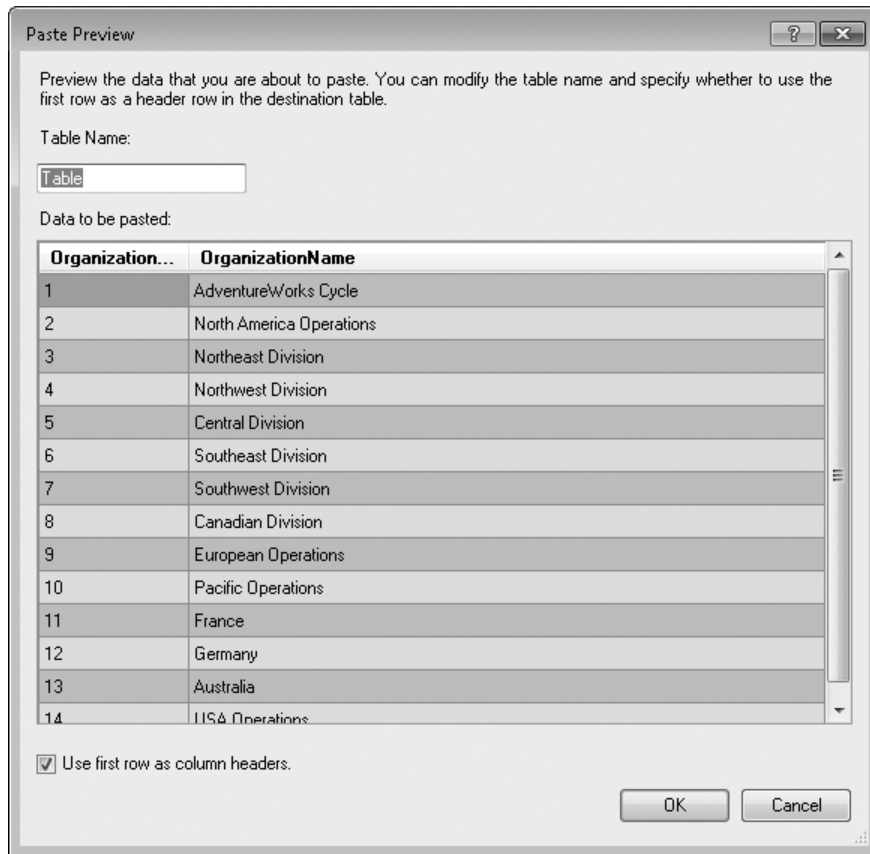 Paste Preview
Preview the data that you are about to paste. You can modify the table name and specify whether to use the
first row as a header row in the destination table.
Table Name:
Table
Data to be pasted:
Organization... OrganizationName
1 AdventureWorks Cycle
2 North America Operations
3 Northeast Division
4 Northwest Division
5 Central Division
6 Southeast Division
7 Southwest Division
8 Canadian Division
9 European Operations
10 Pacific Operations
11 France
12 Germany
13 Australia
14 USA Operations
Use first row as column headers.
OK Cancel